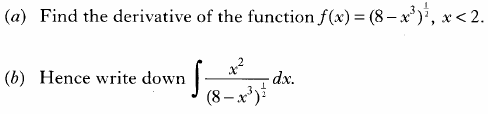 (a) Find the derivative of the function f(x) = (8 – x³)^½, x < 2.
(b) Hence write down ∫ x² / (8 – x³)^½ dx.